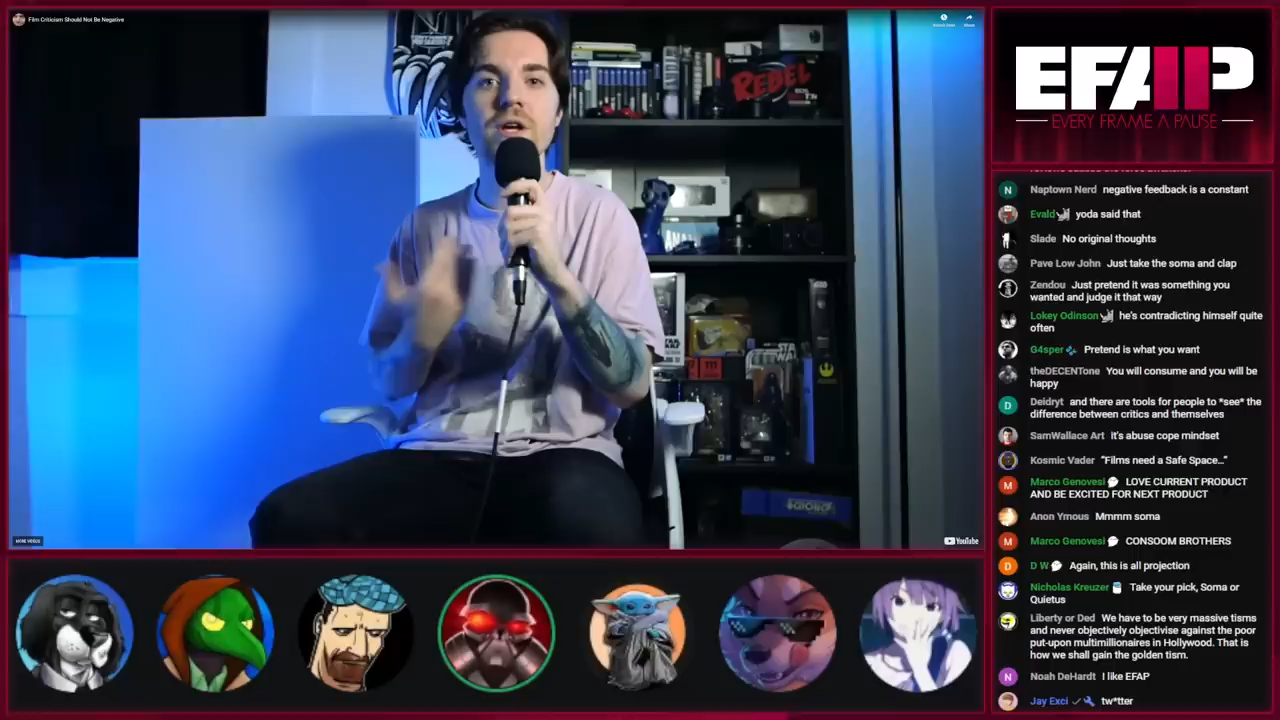 Film Criticism Should Not Be Negative
Watch later
Share
REBEL
Canon
STAR
WARS
MORE VIDEOS
YouTube
EFAP
EVERY FRAME A PAUSE
Naptown Nerd negative feedback is a constant
Evald yoda said that
Slade No original thoughts
Pave Low John Just take the soma and clap
Zendou Just pretend it was something you
wanted and judge it that way
Lokey Odinson he's contradicting himself quite
often
G4sper Pretend is what you want
theDECENTone You will consume and you will be
happy
Deidryt and there are tools for people to *see* the
difference between critics and themselves
SamWallace Art it's abuse cope mindset
Kosmic Vader “Films need a Safe Space...”
Marco Genovesi LOVE CURRENT PRODUCT
AND BE EXCITED FOR NEXT PRODUCT
Anon Ymous Mmmm soma
Marco Genovesi CONSOOM BROTHERS
D W Again, this is all projection
Nicholas Kreuzer Take your pick, Soma or
Quietus
Liberty or Ded We have to be very massive tisms
and never objectively objectivise against the poor
put-upon multimillionaires in Hollywood. That is
how we shall gain the golden tism.
Noah DeHardt I like EFAP
Jay Exci tw*tter